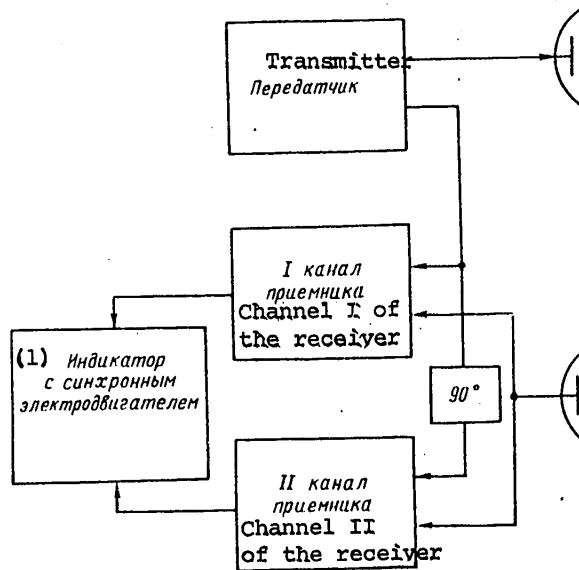 Transmitter
Передатчик
I канал
приемника
Channel I of
the receiver
(1) Индикатор
с синхронным
электродвигателем
90°
II канал
приемника
Channel II
of the receiver